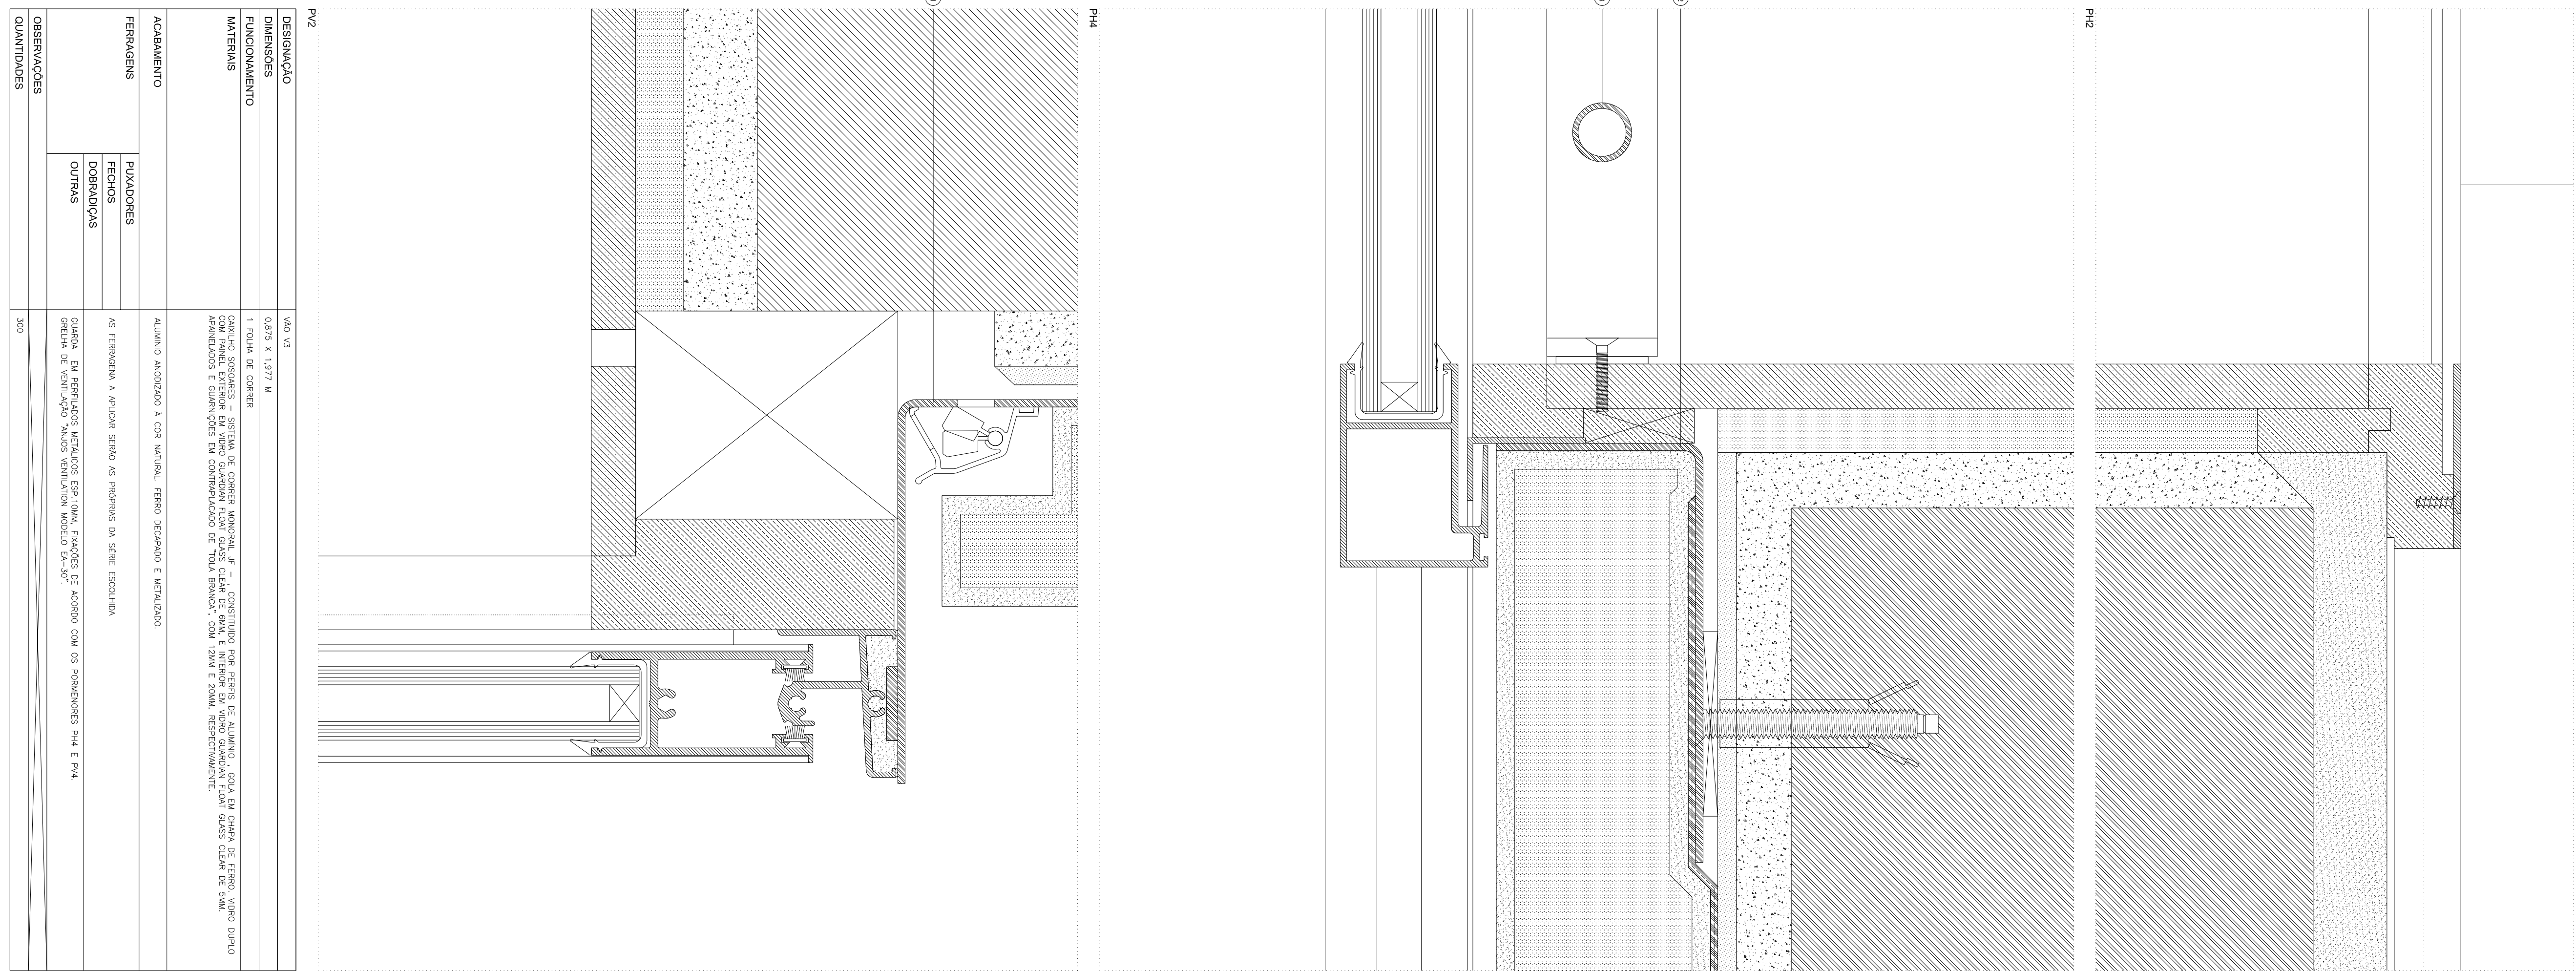 PH2
PH4
PV2
DESIGNAÇÃO VÃO V3
DIMENSÕES 0,875 X 1,977 M
FUNCIONAMENTO 1 FOLHA DE CORRER
MATERIAIS CAIXILHO SOSOARES – SISTEMA DE CORRER MONORAIL JF – , CONSTITUIDO POR PERFIS DE ALUMÍNIO , GOLA EM CHAPA DE FERRO. VIDRO DUPLO
COM PAINEL EXTERIOR EM VIDRO GUARDIAN FLOAT GLASS CLEAR DE 6MM, E INTERIOR EM VIDRO GUARDIAN FLOAT GLASS CLEAR DE 5MM.
APAINELADOS E GUARNIÇÕES EM CONTRAPLACADO DE "TOLA BRANCA", COM 12MM E 20MM, RESPECTIVAMENTE.
ACABAMENTO ALUMINIO ANODIZADO À COR NATURAL. FERRO DECAPADO E METALIZADO.
FERRAGENS PUXADORES
FECHOS AS FERRAGENA A APLICAR SERÃO AS PRÓPRIAS DA SÉRIE ESCOLHIDA
DOBRADIÇAS
OUTRAS GUARDA EM PERFILADOS METÁLICOS ESP.10MM, FIXAÇÕES DE ACORDO COM OS PORMENORES PH4 E PV4.
GRELHA DE VENTILAÇÃO "ANJOS VENTILATION MODELO EA-30".
OBSERVAÇÕES
QUANTIDADES 300